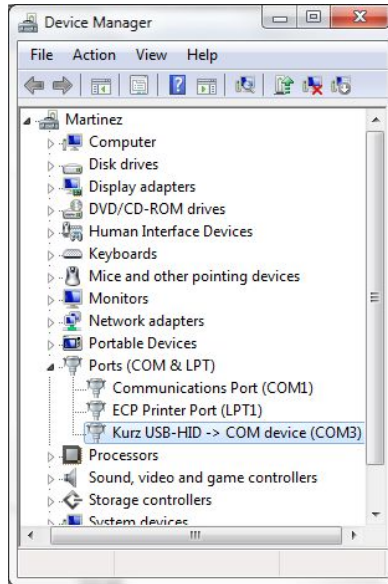 Device Manager
File Action View Help
Martinez
Computer
Disk drives
Display adapters
DVD/CD-ROM drives
Human Interface Devices
Keyboards
Mice and other pointing devices
Monitors
Network adapters
Portable Devices
Ports (COM & LPT)
Communications Port (COM1)
ECP Printer Port (LPT1)
Kurz USB-HID -> COM device (COM3)
Processors
Sound, video and game controllers
Storage controllers
System devices